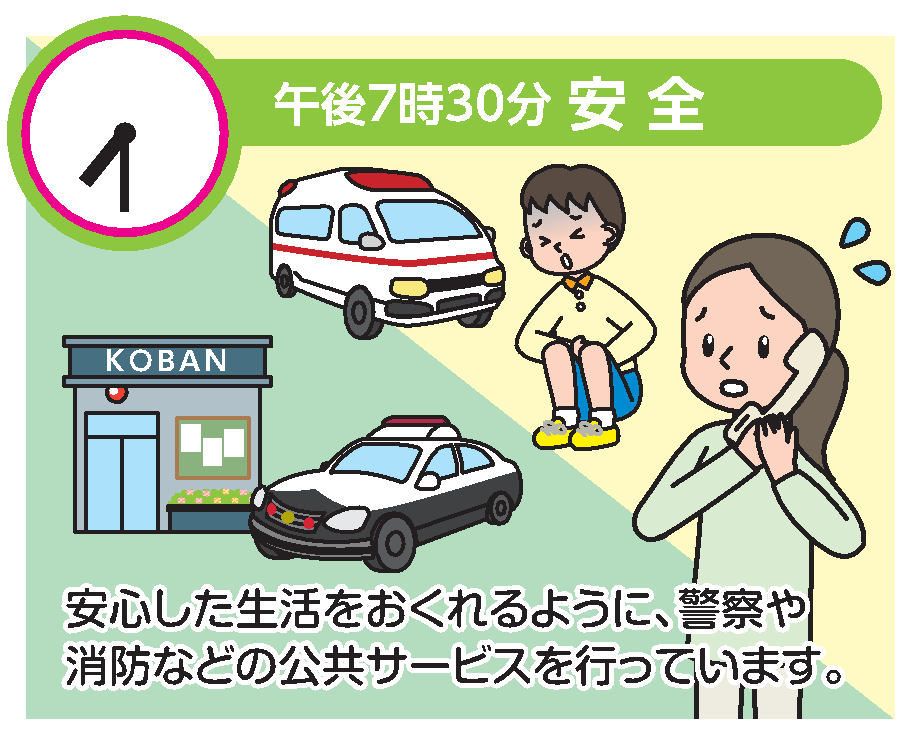 午後7時30分 安全
KOBAN
安心した生活をおくれるように、警察や
消防などの公共サービスを行っています。